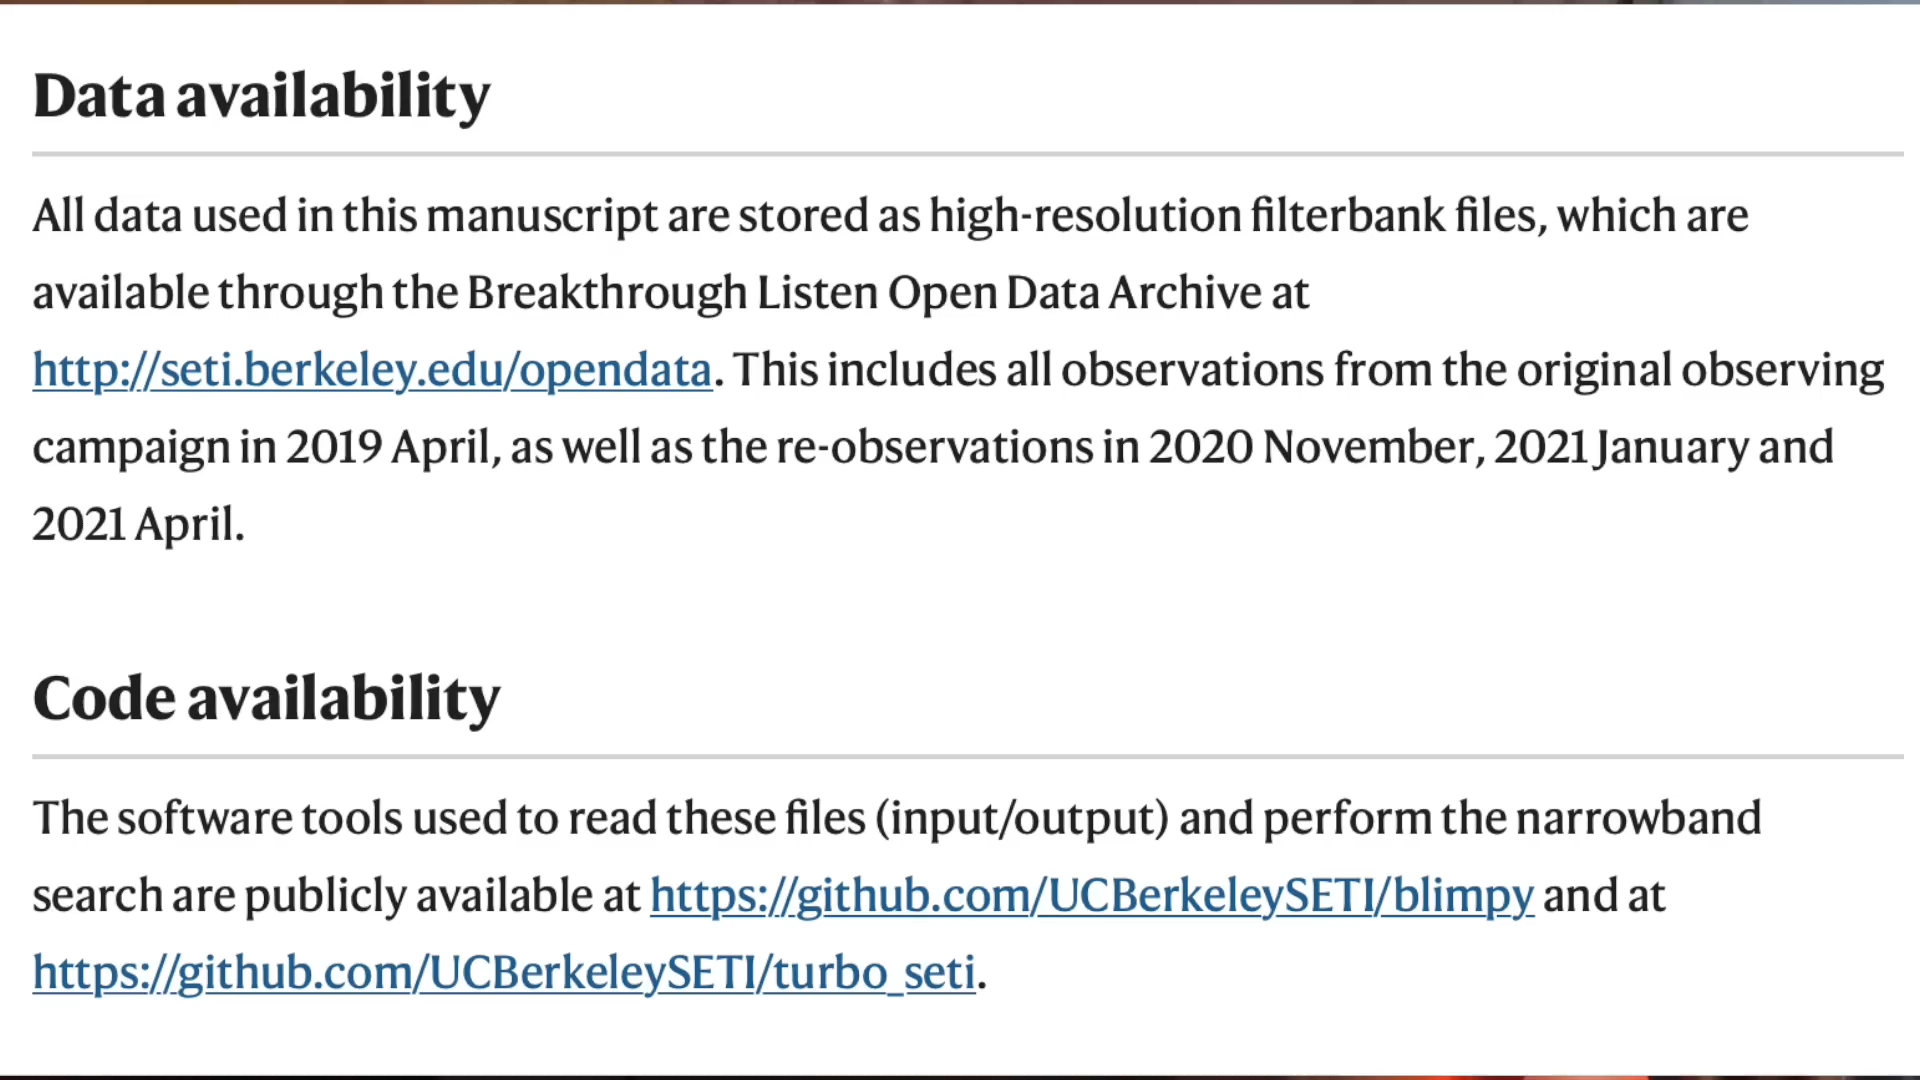 Data availability
All data used in this manuscript are stored as high-resolution filterbank files, which are
available through the Breakthrough Listen Open Data Archive at
http://seti.berkeley.edu/opendata. This includes all observations from the original observing
campaign in 2019 April, as well as the re-observations in 2020 November, 2021 January and
2021 April.
Code availability
The software tools used to read these files (input/output) and perform the narrowband
search are publicly available at https://github.com/UCBerkeleySETI/blimpy and at
https://github.com/UCBerkeleySETI/turbo_seti.